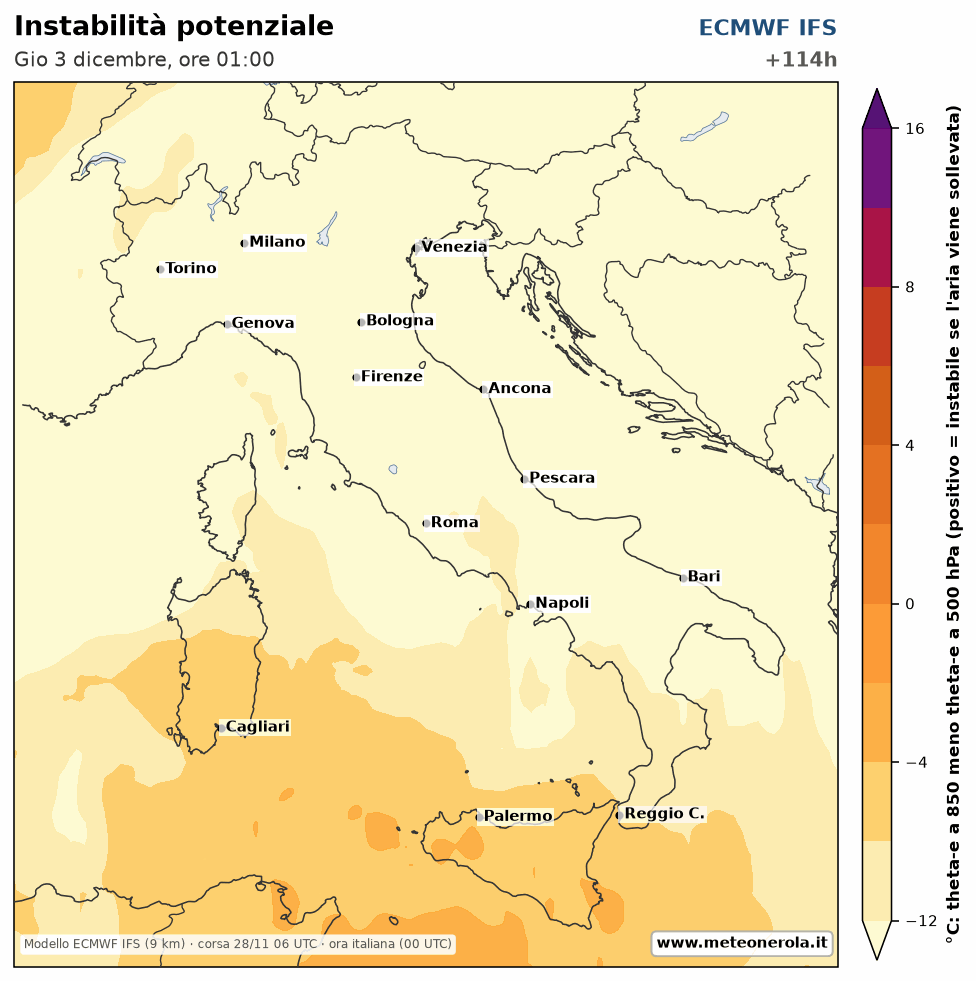 Instabilità potenziale
ECMWF IFS
Gio 3 dicembre, ore 01:00
+114h
Milano
Venezia
Torino
Genova
Bologna
Firenze
Ancona
Pescara
Roma
Bari
Napoli
Cagliari
Palermo
Reggio C.
16
8
4
0
−4
−12
°C: theta-e a 850 meno theta-e a 500 hPa (positivo = instabile se l'aria viene sollevata)
Modello ECMWF IFS (9 km) · corsa 28/11 06 UTC · ora italiana (00 UTC)
www.meteonerola.it